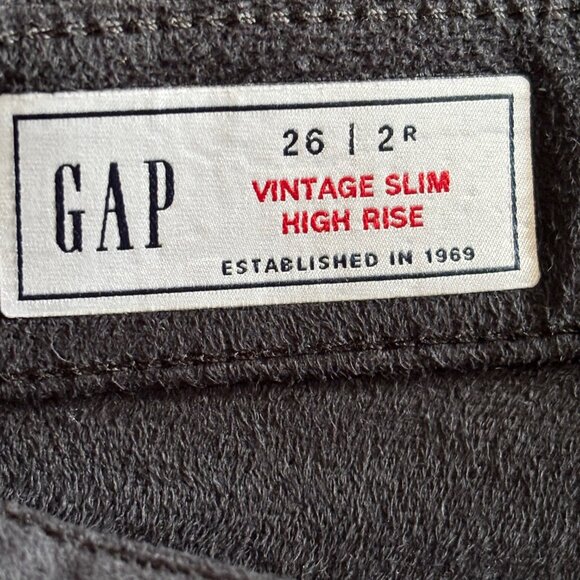 GAP
26 | 2R
VINTAGE SLIM
HIGH RISE
ESTABLISHED IN 1969